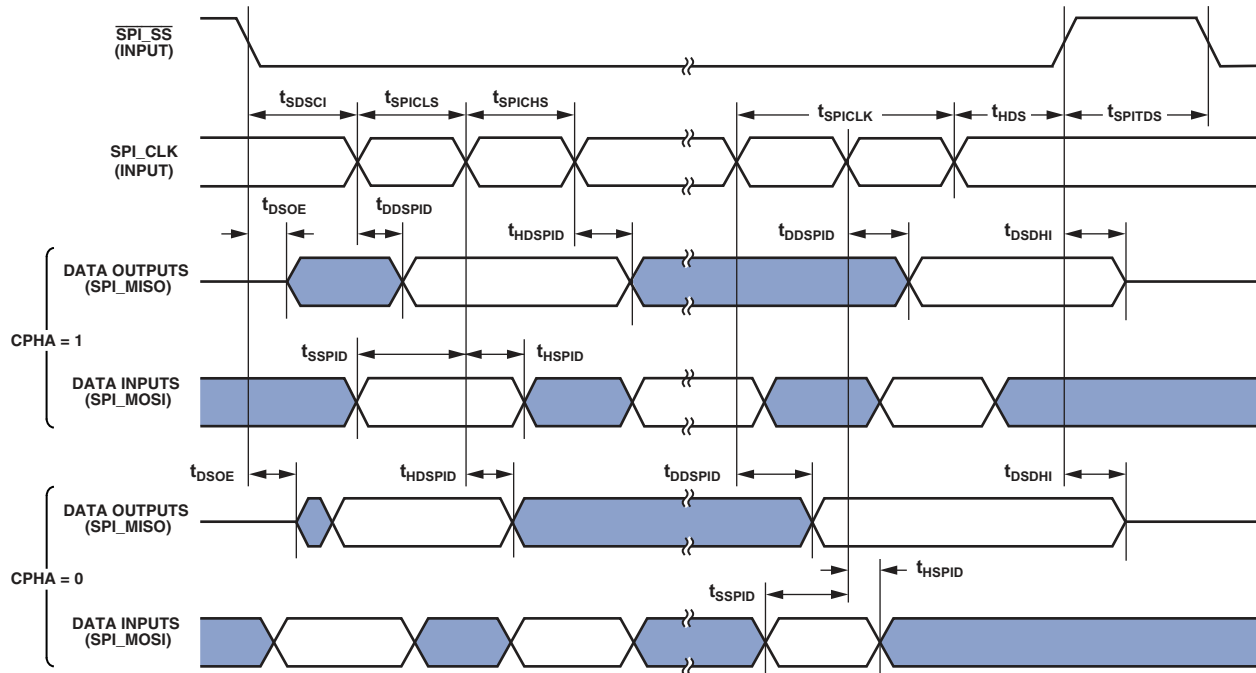 SPI_SS
(INPUT)
tSDSCI
tSPICLS
tSPICHS
tSPICLK
tHDS
tSPITDS
SPI_CLK
(INPUT)
tDSOE
tDDSPID
tHDSPID
tDDSPID
tDSDHI
DATA OUTPUTS
(SPI_MISO)
CPHA = 1
tSSPID
tHSPID
DATA INPUTS
(SPI_MOSI)
tDSOE
tHDSPID
tDDSPID
tDSDHI
DATA OUTPUTS
(SPI_MISO)
CPHA = 0
tHSPID
tSSPID
DATA INPUTS
(SPI_MOSI)